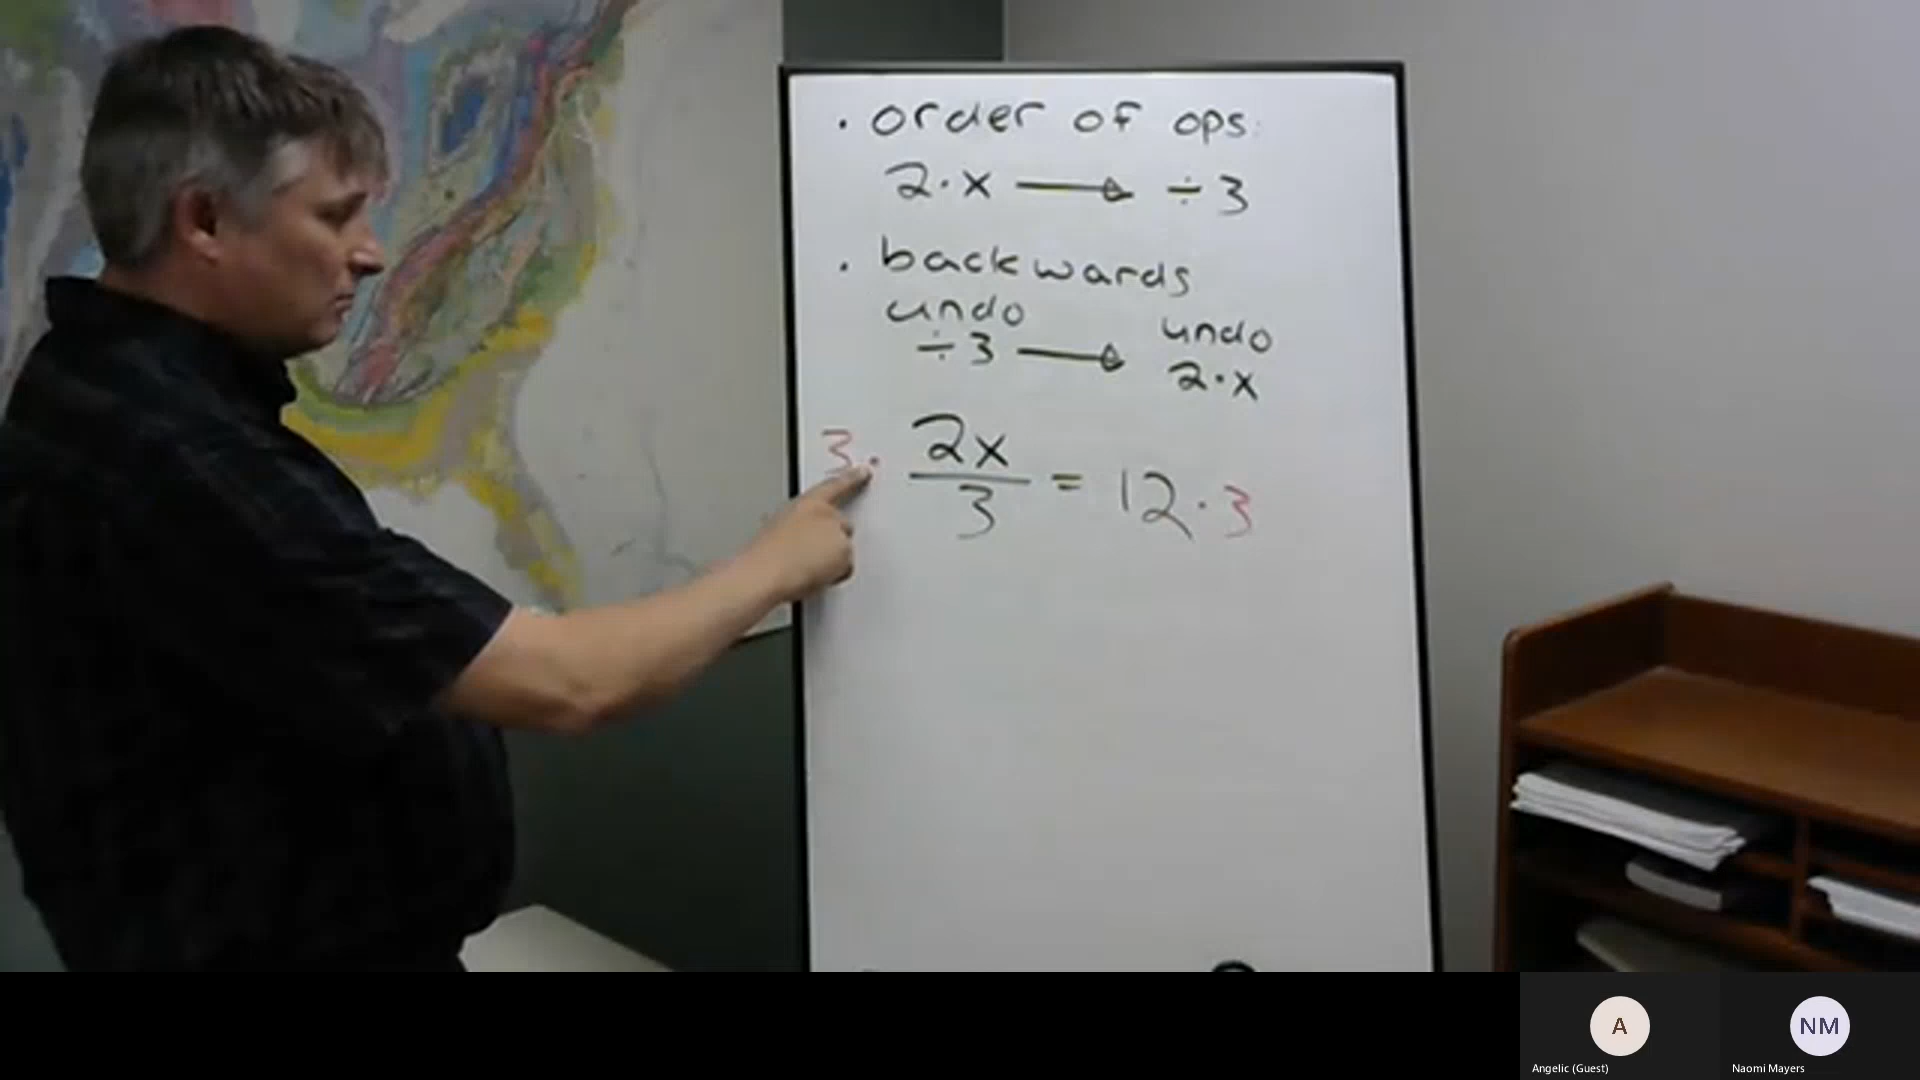 · order of ops:
2·x → ÷3
· backwards
undo undo
÷3 → 2·x
3· 2x/3 = 12·3
A NM
Angelic (Guest) Naomi Mayers